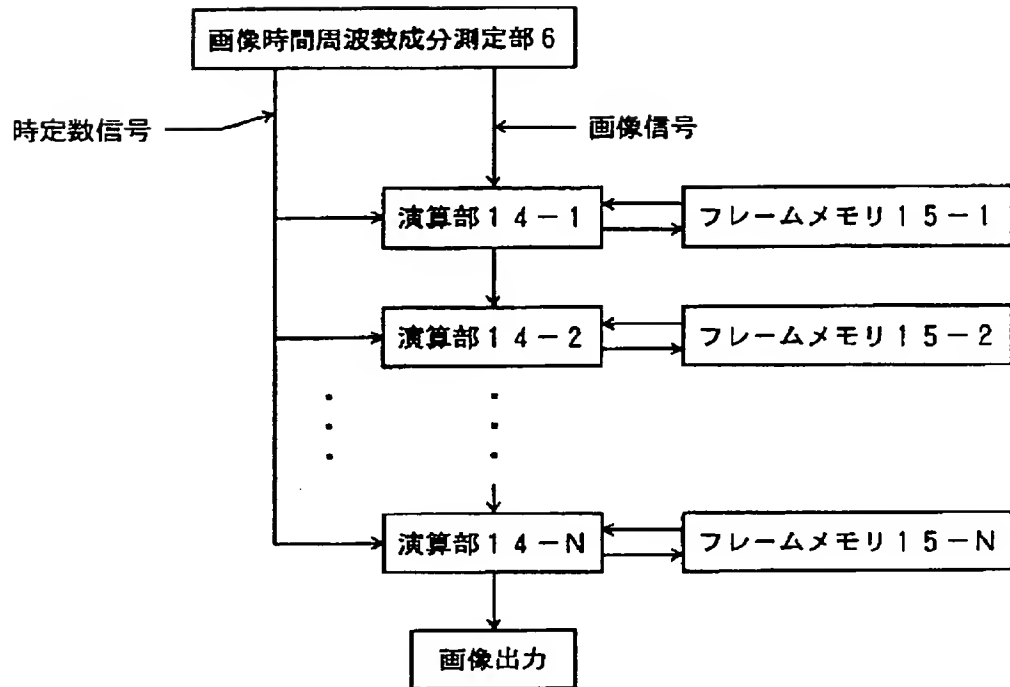 画像時間周波数成分測定部6
時定数信号
画像信号
演算部14-1
フレームメモリ15-1
演算部14-2
フレームメモリ15-2
演算部14-N
フレームメモリ15-N
画像出力